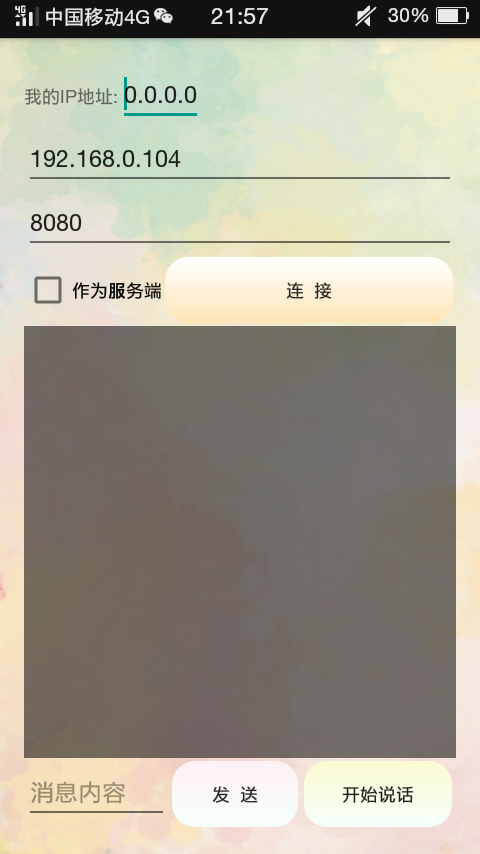 中国移动4G 21:57 30%
我的IP地址: 0.0.0.0
192.168.0.104
8080
作为服务端 连 接
消息内容 发 送 开始说话